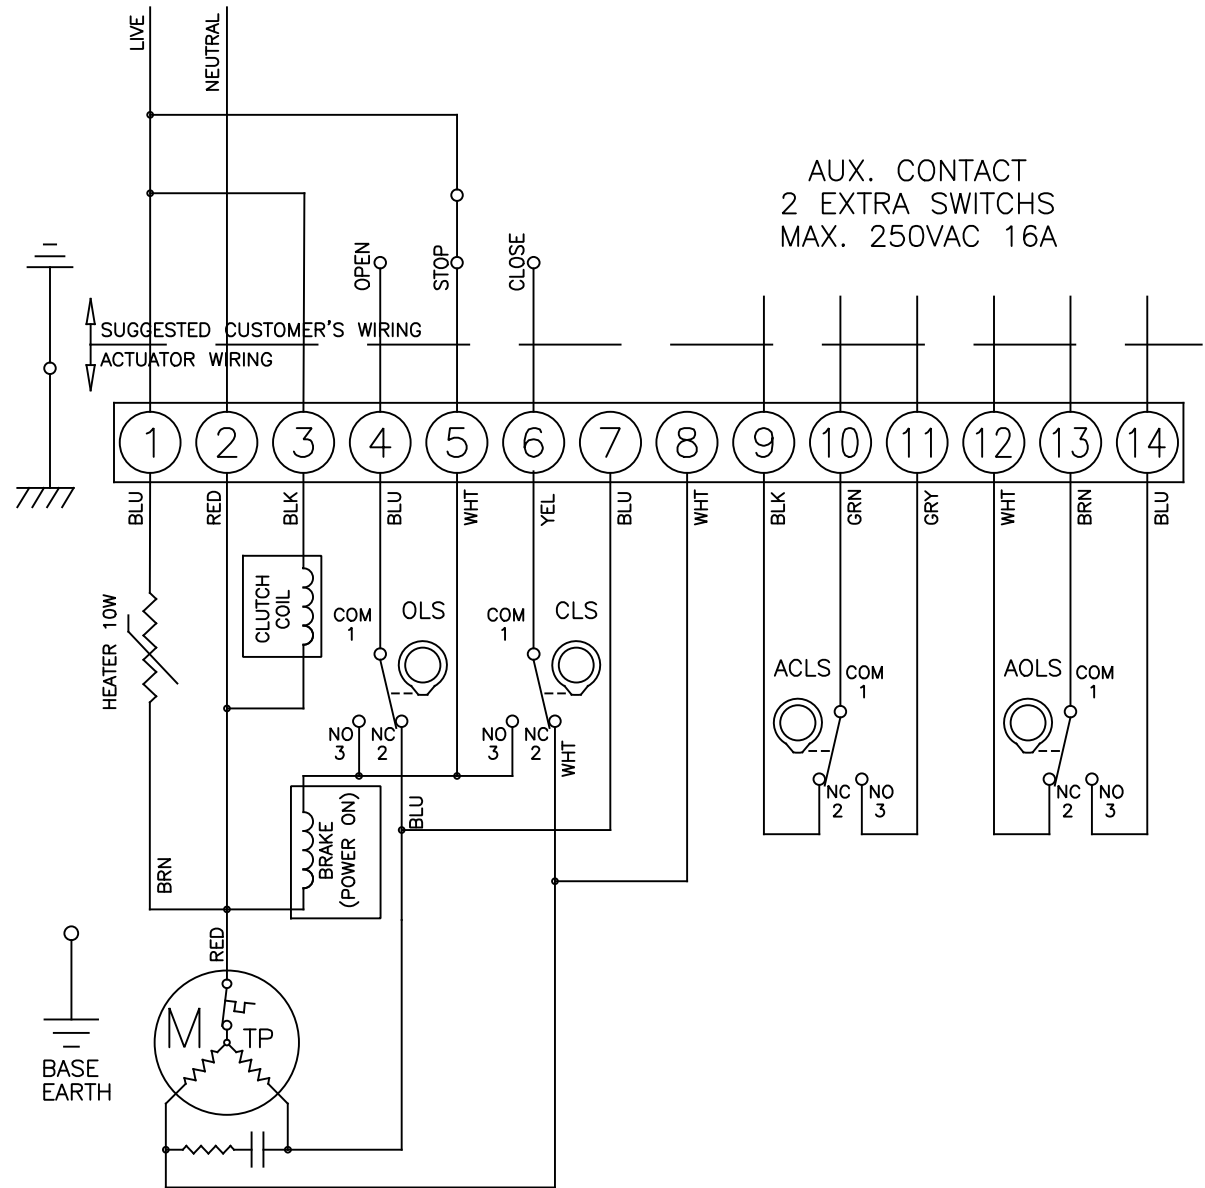 LIVE
NEUTRAL
AUX. CONTACT
2 EXTRA SWITCHS
MAX. 250VAC 16A
OPEN
STOP
CLOSE
SUGGESTED CUSTOMER'S WIRING
ACTUATOR WIRING
1 2 3 4 5 6 7 8 9 10 11 12 13 14
BLU RED BLK BLU WHT YEL BLU WHT BLK GRN GRY WHT BRN BLU
HEATER 10W
CLUTCH
COIL
COM
1
OLS
COM
1
CLS
ACLS
COM
1
AOLS
COM
1
NO
3
NC
2
NO
3
NC
2
WHT
NC
2
NO
3
NC
2
NO
3
BLU
BRAKE
(POWER ON)
BRN
RED
M
TP
BASE
EARTH